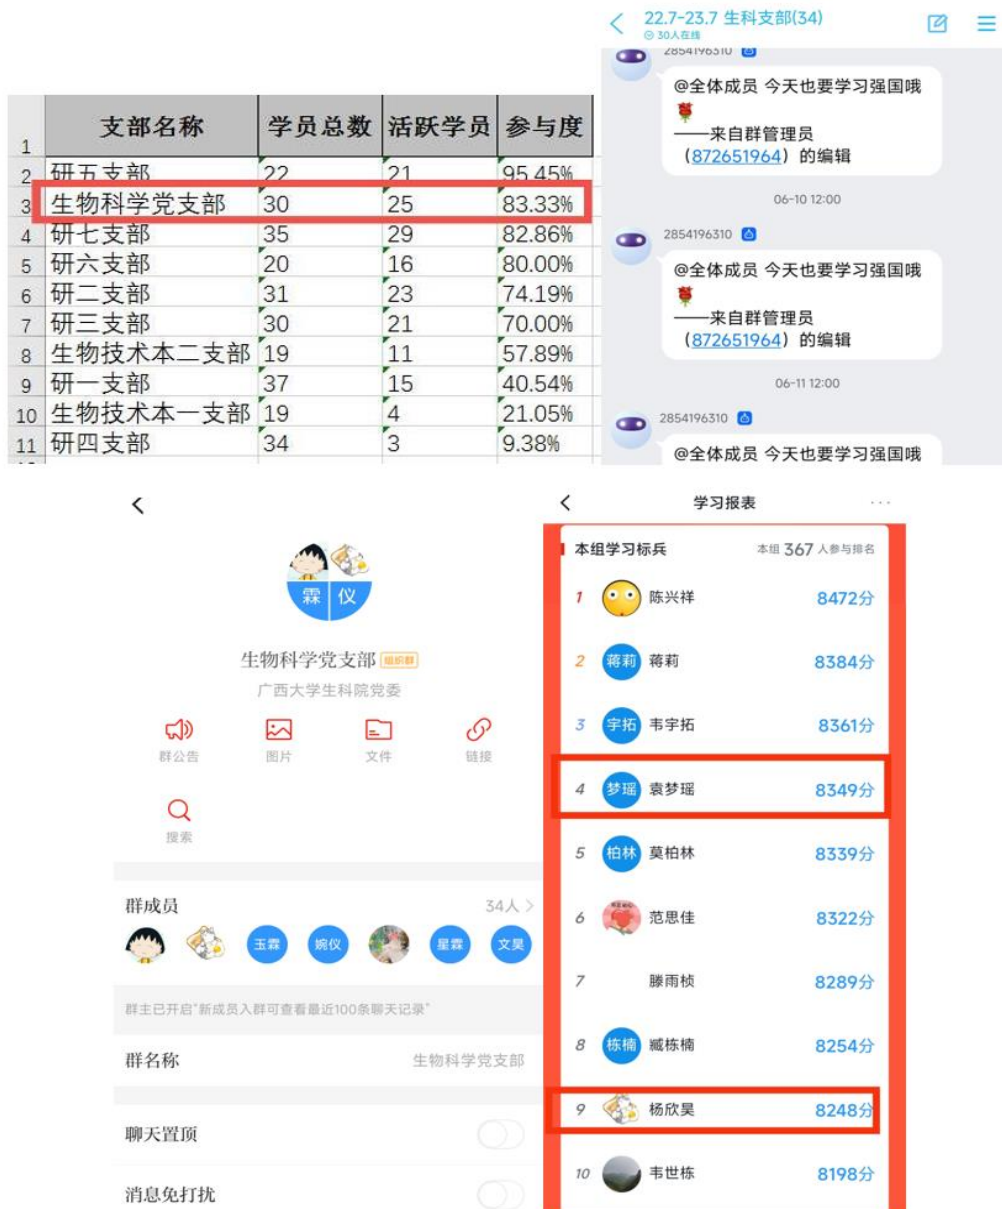 支部名称 学员总数 活跃学员 参与度
1
2 研五支部 22 21 95.45%
3 生物科学党支部 30 25 83.33%
4 研七支部 35 29 82.86%
5 研六支部 20 16 80.00%
6 研二支部 31 23 74.19%
7 研三支部 30 21 70.00%
8 生物技术本二支部 19 11 57.89%
9 研一支部 37 15 40.54%
10 生物技术本一支部 19 4 21.05%
11 研四支部 34 3 9.38%
22.7-23.7 生科支部(34)
30人在线
2854196310
@全体成员 今天也要学习强国哦
——来自群管理员
(872651964) 的编辑
06-10 12:00
2854196310
@全体成员 今天也要学习强国哦
——来自群管理员
(872651964) 的编辑
06-11 12:00
2854196310
@全体成员 今天也要学习强国哦
霖 仪
生物科学党支部 组织群
广西大学生科院党委
群公告 图片 文件 链接
搜索
群成员 34人
玉霖 婉仪 星霖 文昊
群主已开启"新成员入群可查看最近100条聊天记录"
群名称 生物科学党支部
聊天置顶
消息免打扰
学习报表
本组学习标兵 本组 367 人参与排名
1 陈兴祥 8472分
2 蒋莉 蒋莉 8384分
3 宇拓 韦宇拓 8361分
4 梦瑶 袁梦瑶 8349分
5 柏林 莫柏林 8339分
6 范思佳 8322分
7 滕雨桢 8289分
8 栋楠 臧栋楠 8254分
9 杨欣昊 8248分
10 韦世栋 8198分